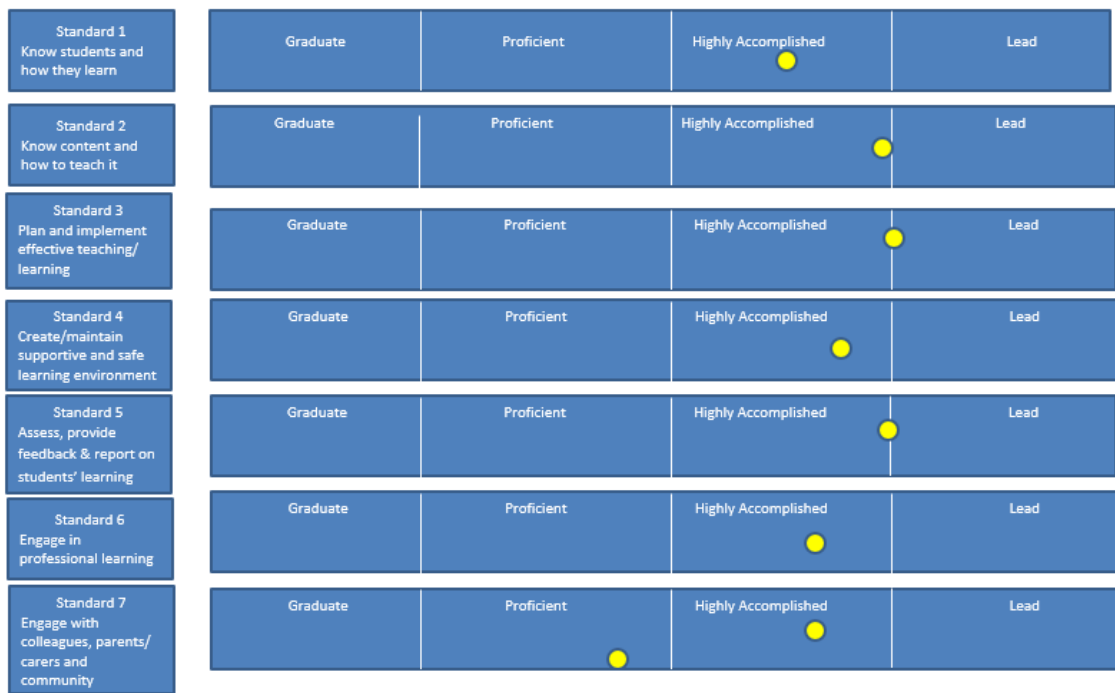 Standard 1
Know students and
how they learn
Graduate
Proficient
Highly Accomplished
Lead
Standard 2
Know content and
how to teach it
Graduate
Proficient
Highly Accomplished
Lead
Standard 3
Plan and implement
effective teaching/
learning
Graduate
Proficient
Highly Accomplished
Lead
Standard 4
Create/maintain
supportive and safe
learning environment
Graduate
Proficient
Highly Accomplished
Lead
Standard 5
Assess, provide
feedback & report on
students' learning
Graduate
Proficient
Highly Accomplished
Lead
Standard 6
Engage in
professional learning
Graduate
Proficient
Highly Accomplished
Lead
Standard 7
Engage with
colleagues, parents/
carers and
community
Graduate
Proficient
Highly Accomplished
Lead